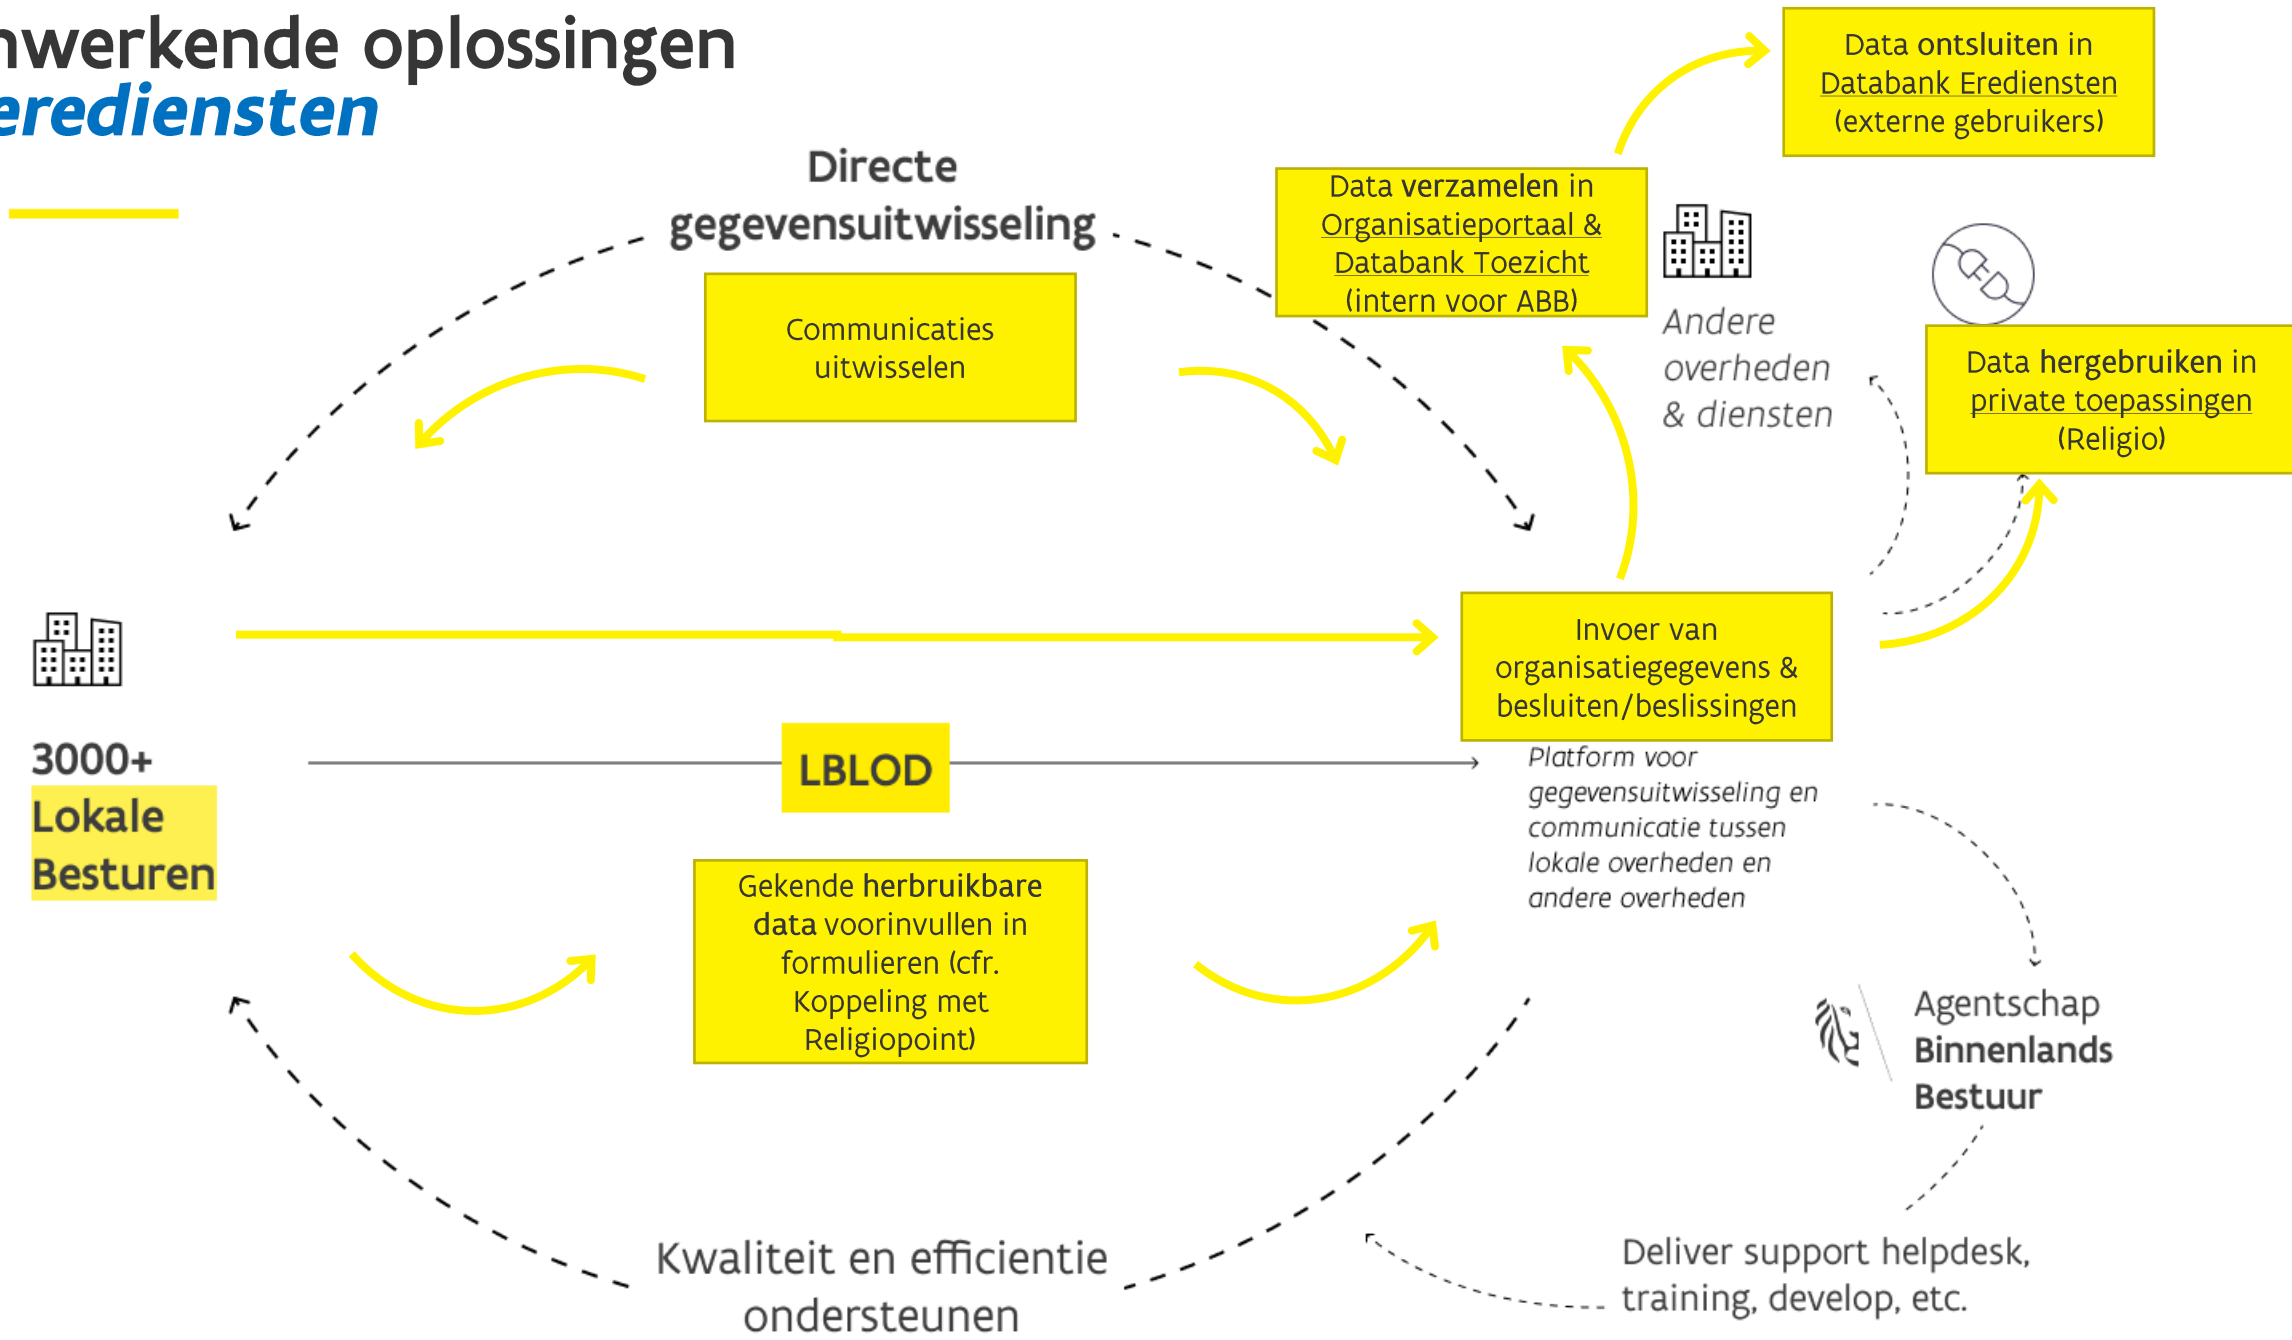 nwerkende oplossingen
erediensten
Data ontsluiten in
Databank Erediensten
(externe gebruikers)
Directe
gegevensuitwisseling
Data verzamelen in
Organisatieportaal &
Databank Toezicht
(intern voor ABB)
Communicaties
uitwisselen
Andere
overheden
& diensten
Data hergebruiken in
private toepassingen
(Religio)
Invoer van
organisatiegegevens &
besluiten/beslissingen
3000+
Lokale
Besturen
LBLOD
Platform voor
gegevensuitwisseling en
communicatie tussen
lokale overheden en
andere overheden
Gekende herbruikbare
data voorinvullen in
formulieren (cfr.
Koppeling met
Religiopoint)
Agentschap
Binnenlands
Bestuur
Kwaliteit en efficientie
ondersteunen
Deliver support helpdesk,
training, develop, etc.